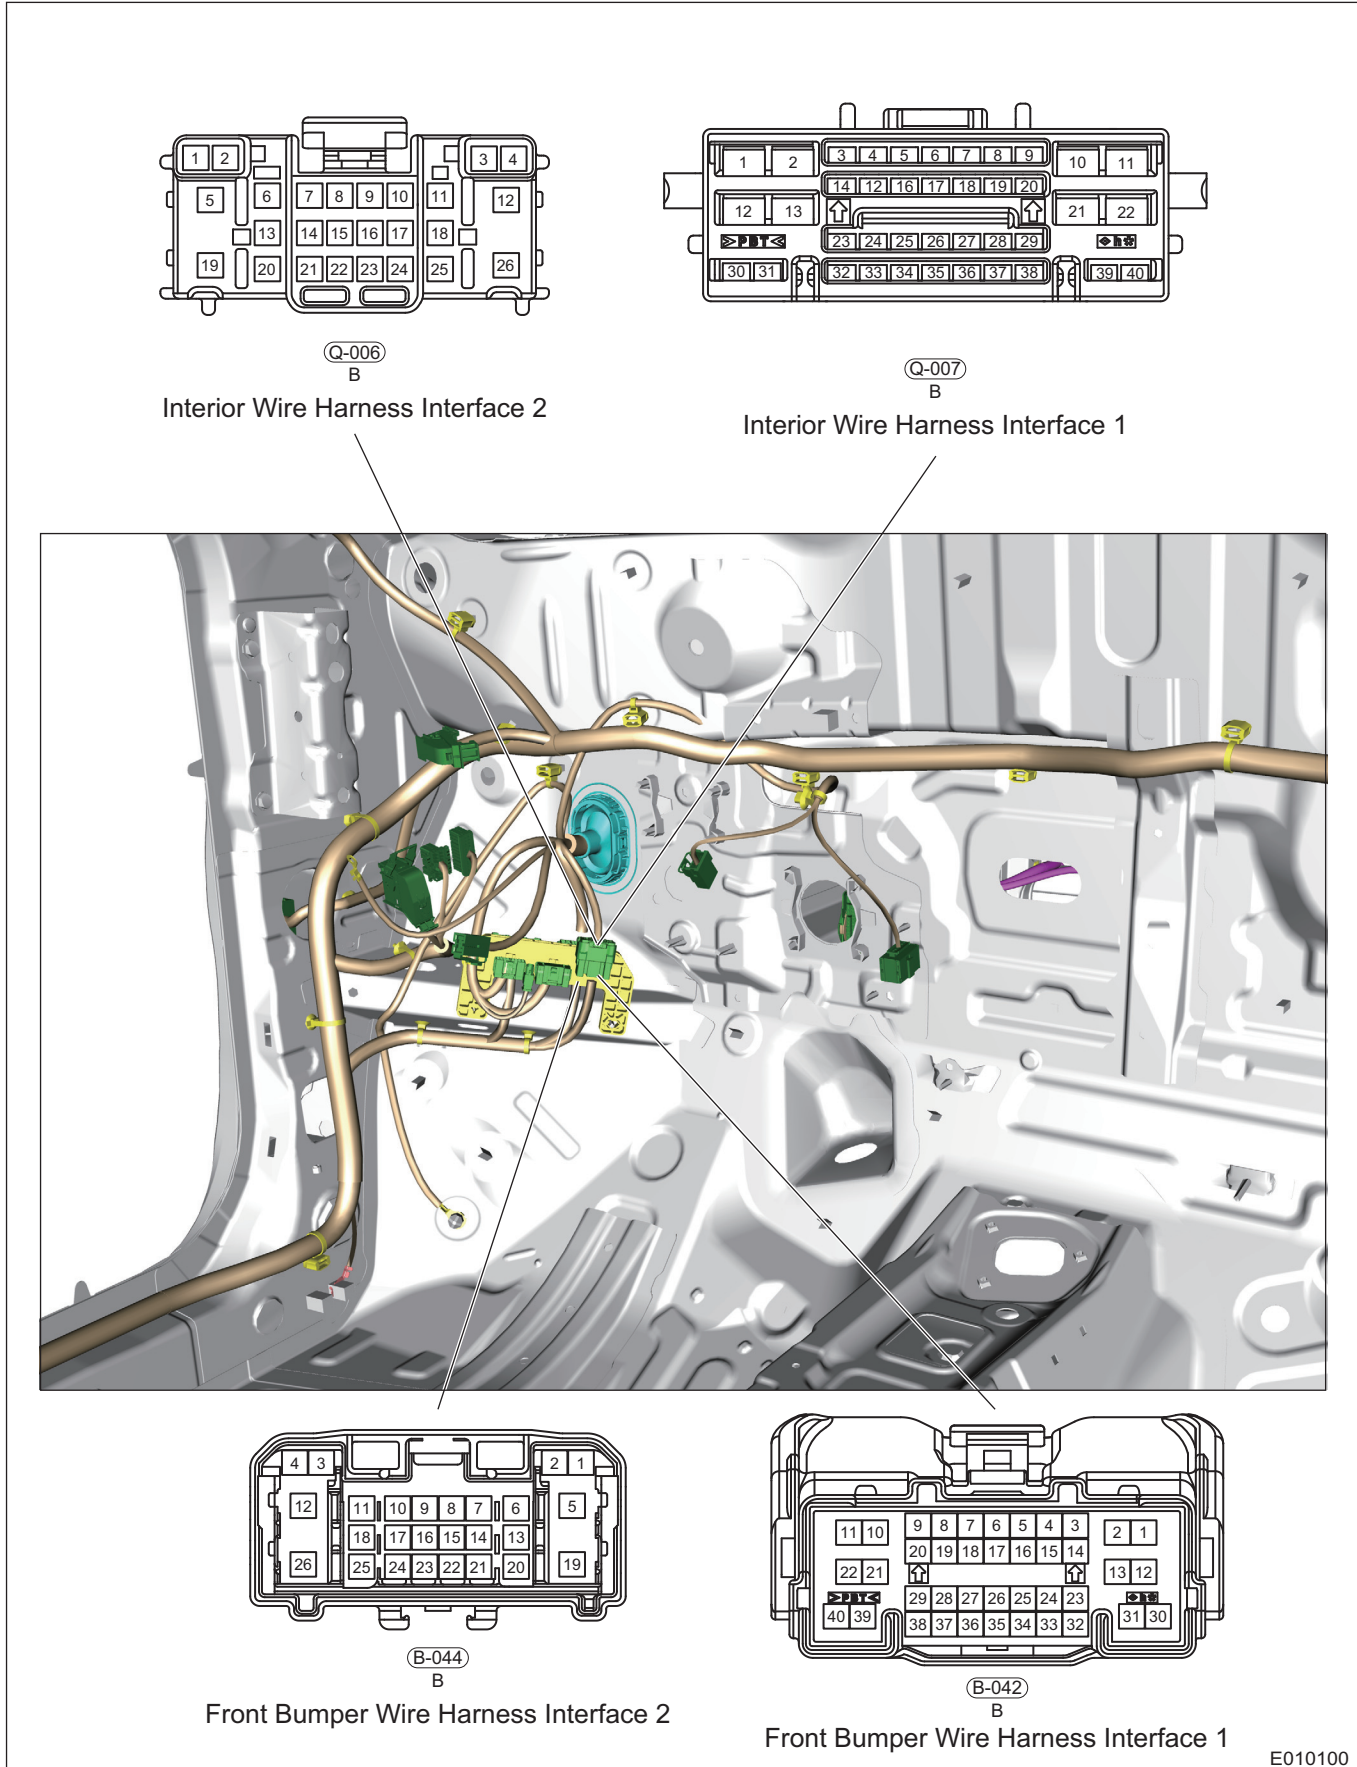 1 2 3 4
5 6 7 8 9 10 11 12
13 14 15 16 17 18
19 20 21 22 23 24 25 26
Q-006
B
Interior Wire Harness Interface 2
1 2 3 4 5 6 7 8 9 10 11
14 12 16 17 18 19 20
12 13 21 22
>PBT<
23 24 25 26 27 28 29
30 31 32 33 34 35 36 37 38 39 40
Q-007
B
Interior Wire Harness Interface 1
4 3 2 1
12 11 10 9 8 7 6 5
18 17 16 15 14 13
26 25 24 23 22 21 20 19
B-044
B
Front Bumper Wire Harness Interface 2
11 10 9 8 7 6 5 4 3 2 1
20 19 18 17 16 15 14
22 21 13 12
>PBT<
29 28 27 26 25 24 23
40 39 38 37 36 35 34 33 32 31 30
B-042
B
Front Bumper Wire Harness Interface 1
E010100